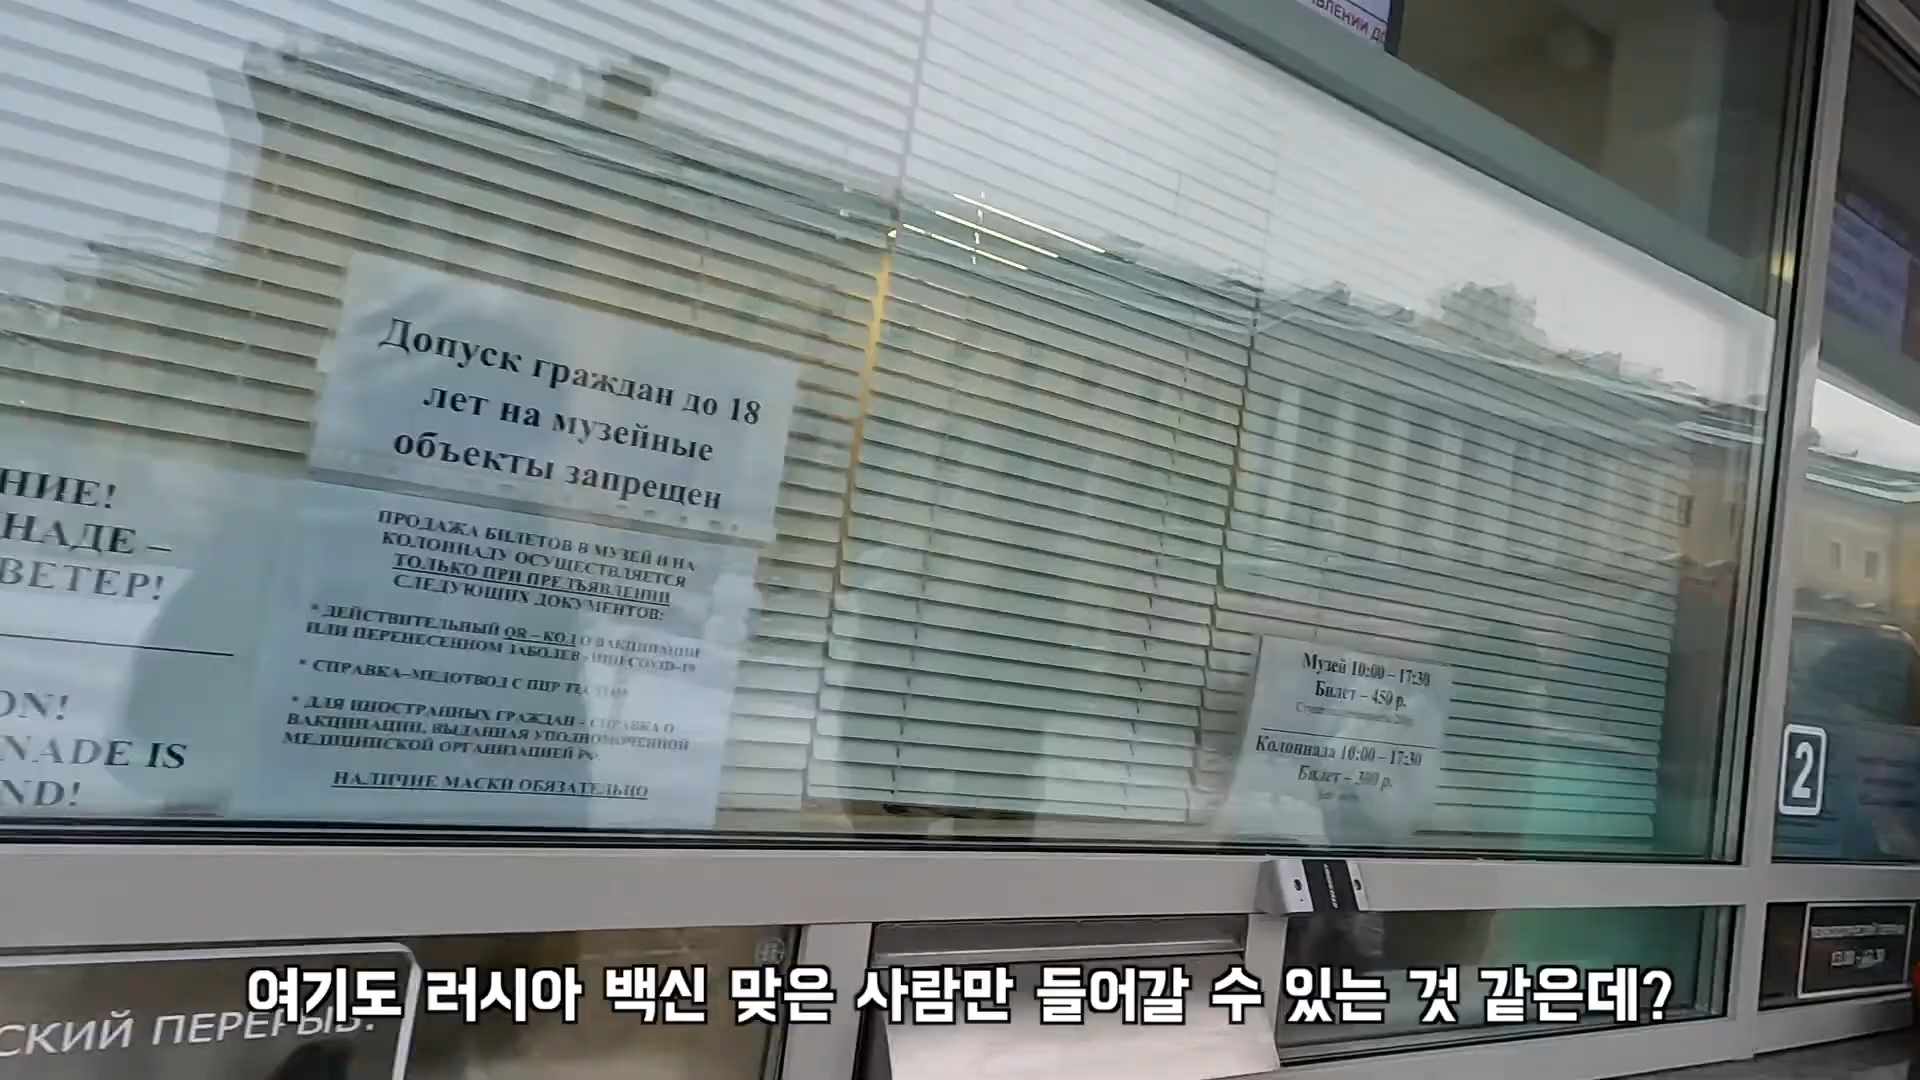 ВЛЕНИИ ДО
Допуск граждан до 18
лет на музейные
объекты запрещен
НИЕ!
НАДЕ –
ВЕТЕР!
ON!
NADE IS
ND!
ПРОДАЖА БИЛЕТОВ В МУЗЕЙ И НА
КОЛОННАДУ ОСУЩЕСТВЛЯЕТСЯ
ТОЛЬКО ПРИ ПРЕДЪЯВЛЕНИИ
СЛЕДУЮЩИХ ДОКУМЕНТОВ:
* ДЕЙСТВИТЕЛЬНЫЙ QR – КОД О ВАКЦИНАЦИИ
ИЛИ ПЕРЕНЕСЕННОМ ЗАБОЛЕВАНИИ COVID-19
* СПРАВКА–МЕДОТВОД С ПЦР ТЕСТОМ
* ДЛЯ ИНОСТРАННЫХ ГРАЖДАН - СПРАВКА О
ВАКЦИНАЦИИ, ВЫДАННАЯ УПОЛНОМОЧЕННОЙ
МЕДИЦИНСКОЙ ОРГАНИЗАЦИЕЙ РФ.
НАЛИЧИЕ МАСКИ ОБЯЗАТЕЛЬНО
Музей 10:00 – 17:30
Билет – 450 р.
Колоннада 10:00 – 17:30
Билет – 300 р.
2
СКИЙ ПЕРЕРЫВ:
여기도 러시아 백신 맞은 사람만 들어갈 수 있는 것 같은데?